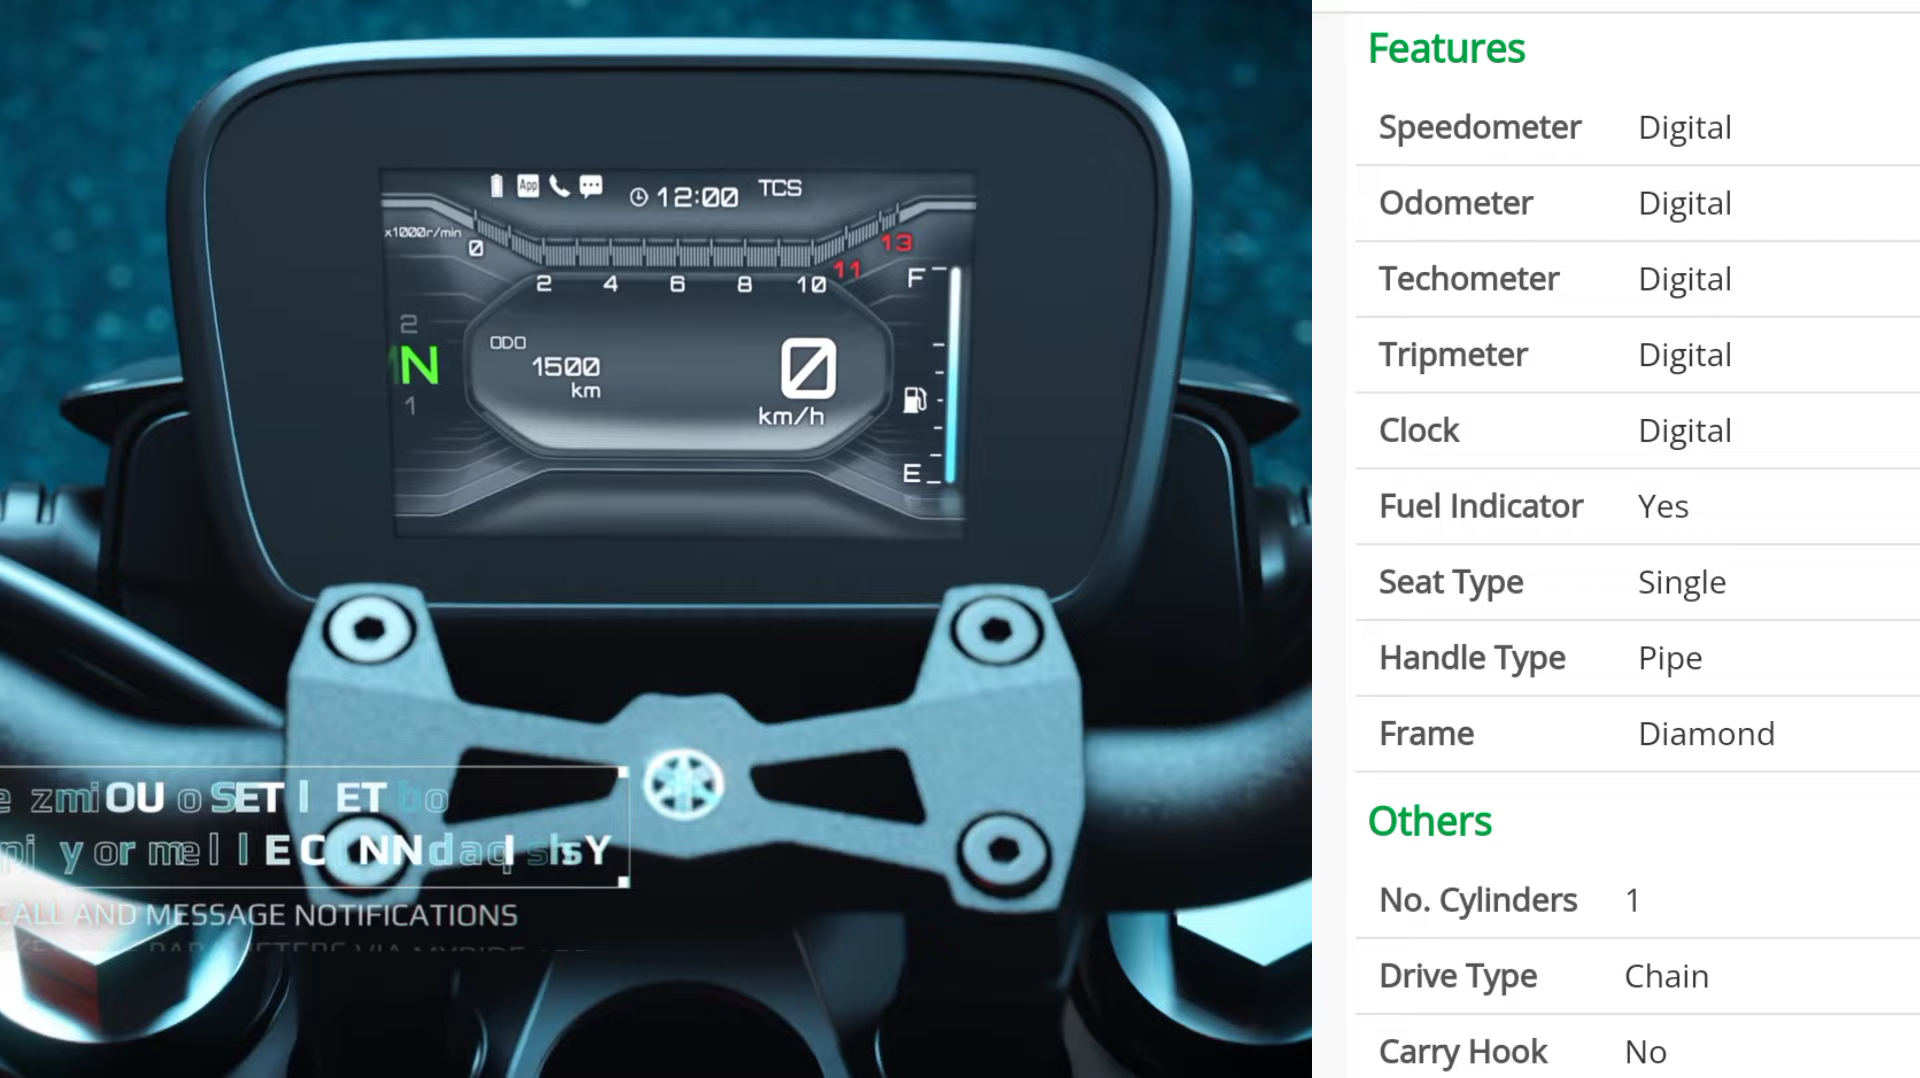 App 12:00 TCS
x1000r/min
0 2 4 6 8 10 11 13
F
2
N
1
ODO
1500
km
0
km/h
E
CALL AND MESSAGE NOTIFICATIONS
Features
Speedometer Digital
Odometer Digital
Techometer Digital
Tripmeter Digital
Clock Digital
Fuel Indicator Yes
Seat Type Single
Handle Type Pipe
Frame Diamond
Others
No. Cylinders 1
Drive Type Chain
Carry Hook No